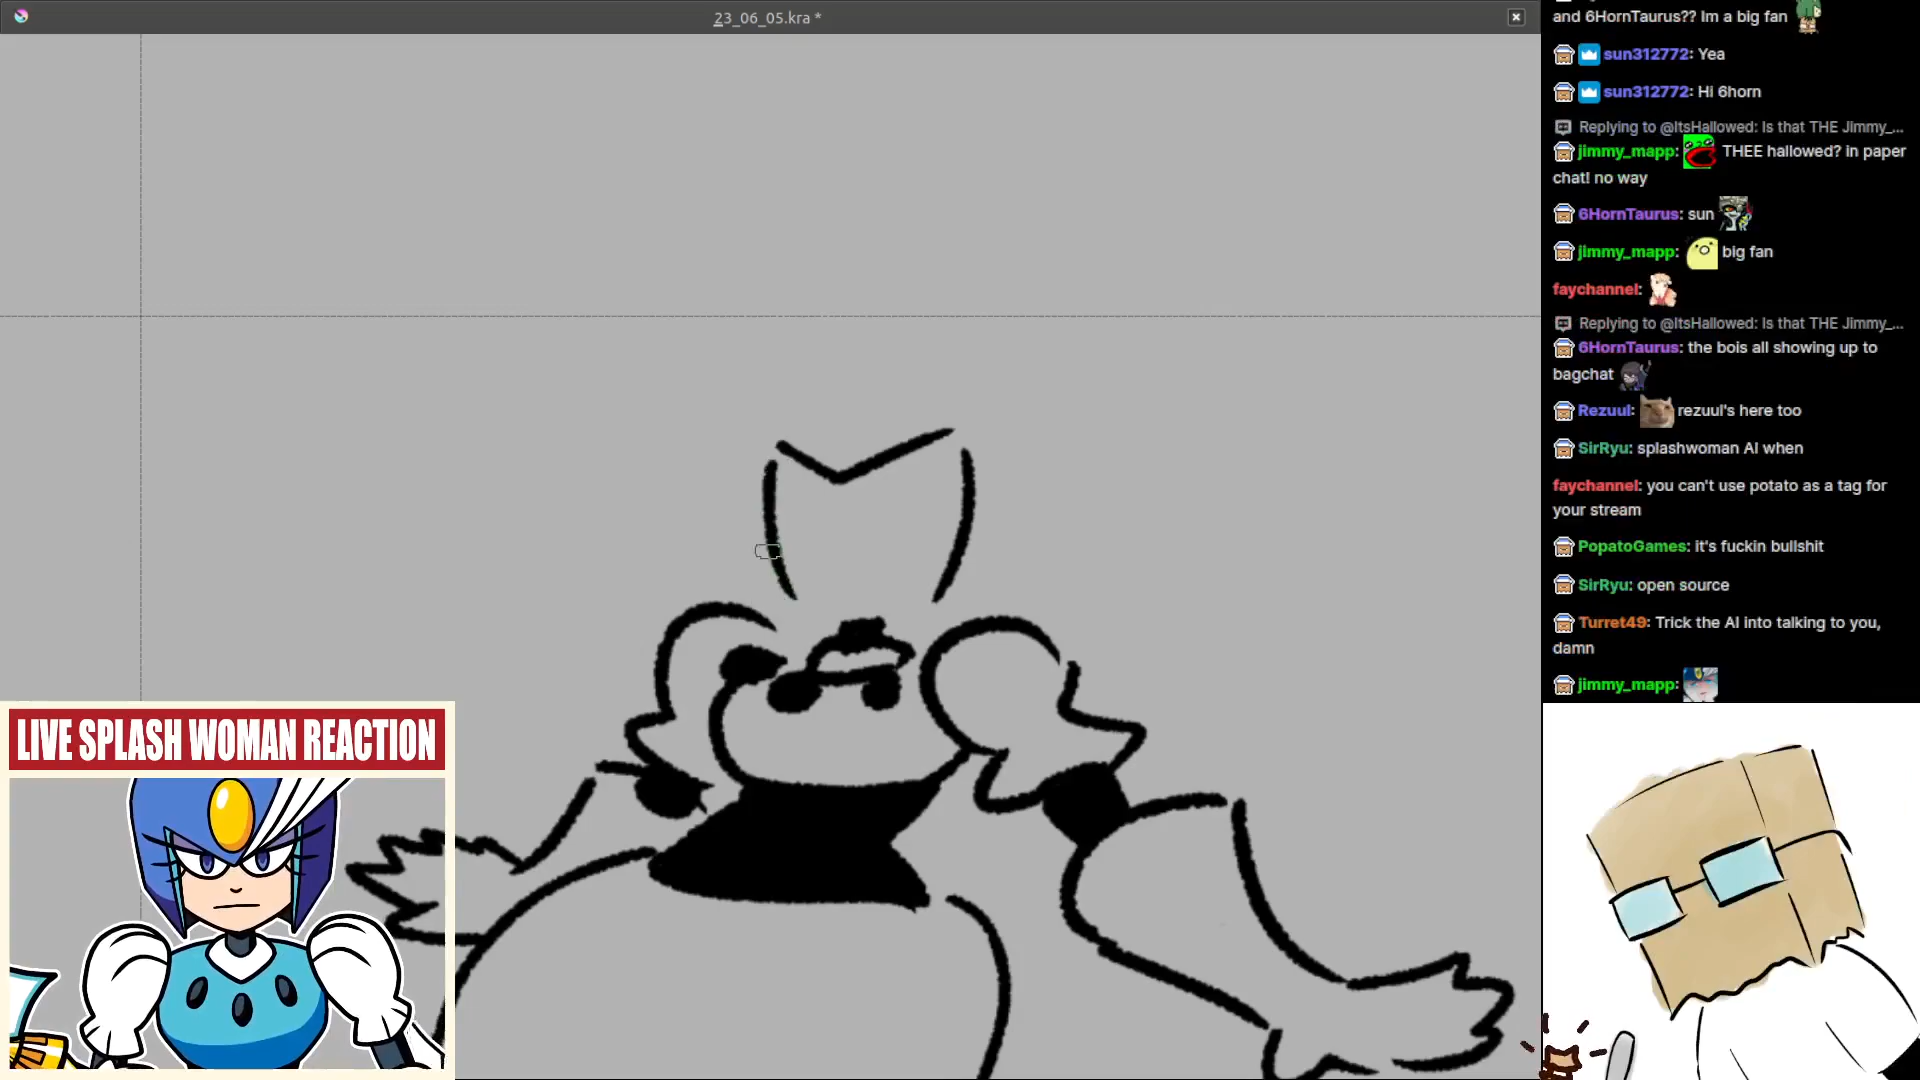 23_06_05.kra *
and 6HornTaurus?? Im a big fan
sun312772: Yea
sun312772: Hi 6horn
Replying to @ItsHallowed: Is that THE Jimmy_...
jimmy_mapp: THEE hallowed? in paper
chat! no way
6HornTaurus: sun
jimmy_mapp: big fan
faychannel:
Replying to @ItsHallowed: Is that THE Jimmy_...
6HornTaurus: the bois all showing up to
bagchat
Rezuul: rezuul's here too
SirRyu: splashwoman AI when
faychannel: you can't use potato as a tag for
your stream
PopatoGames: it's fuckin bullshit
SirRyu: open source
Turret49: Trick the AI into talking to you,
damn
jimmy_mapp:
LIVE SPLASH WOMAN REACTION